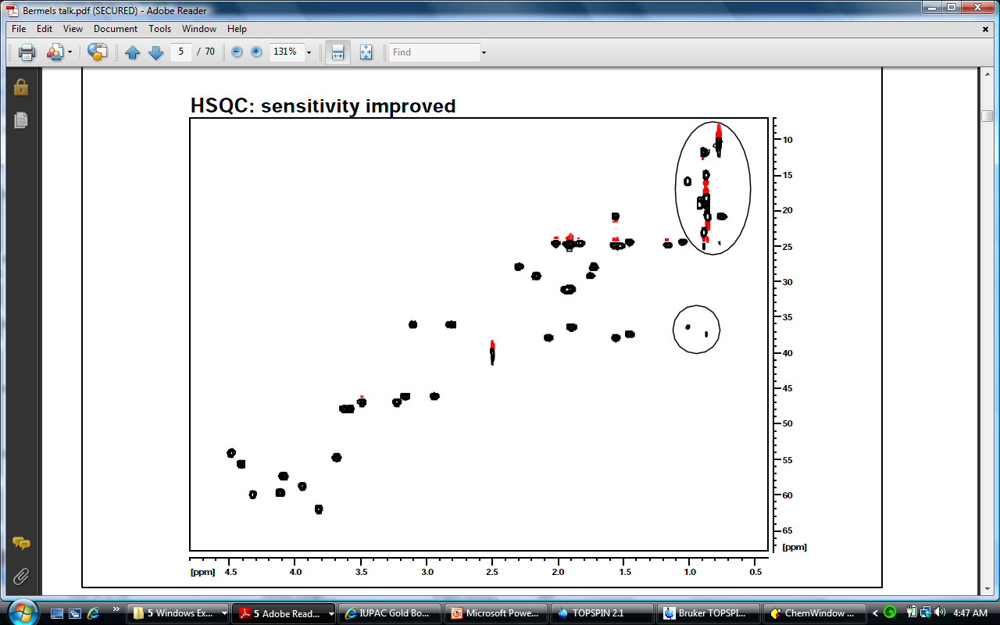 Bermels talk.pdf (SECURED) - Adobe Reader
File Edit View Document Tools Window Help
5 / 70 131% Find
HSQC: sensitivity improved
10
15
20
25
30
35
40
45
50
55
60
65
[ppm]
[ppm] 4.5 4.0 3.5 3.0 2.5 2.0 1.5 1.0 0.5
» 5 Windows Ex... 5 Adobe Read... IUPAC Gold Bo... Microsoft Powe... TOPSPIN 2.1 Bruker TOPSPI... ChemWindow ... 4:47 AM